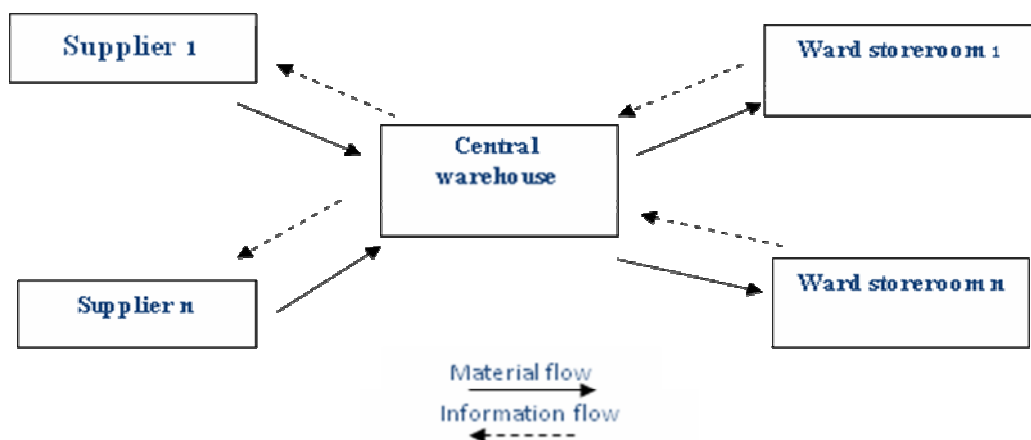 Supplier 1
Ward storeroom 1
Central
warehouse
Supplier n
Ward storeroom n
Material flow
Information flow